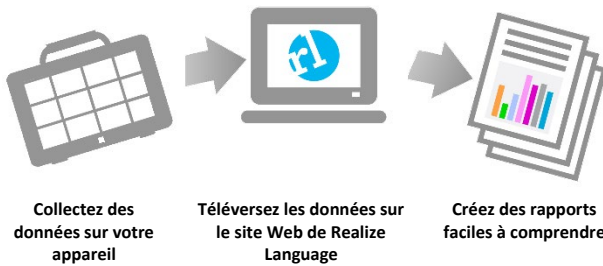 rl
Collectez des
données sur votre
appareil
Téléversez les données sur
le site Web de Realize
Language
Créez des rapports
faciles à comprendre